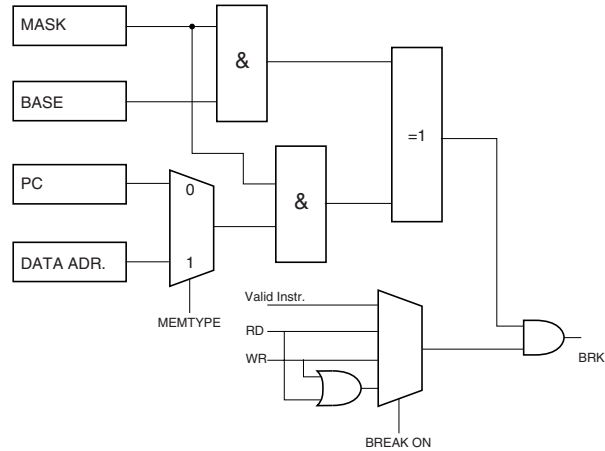 MASK
&
BASE
=1
PC
0
&
DATA ADR.
1
Valid Instr.
MEMTYPE
RD
WR
BRK
BREAK ON